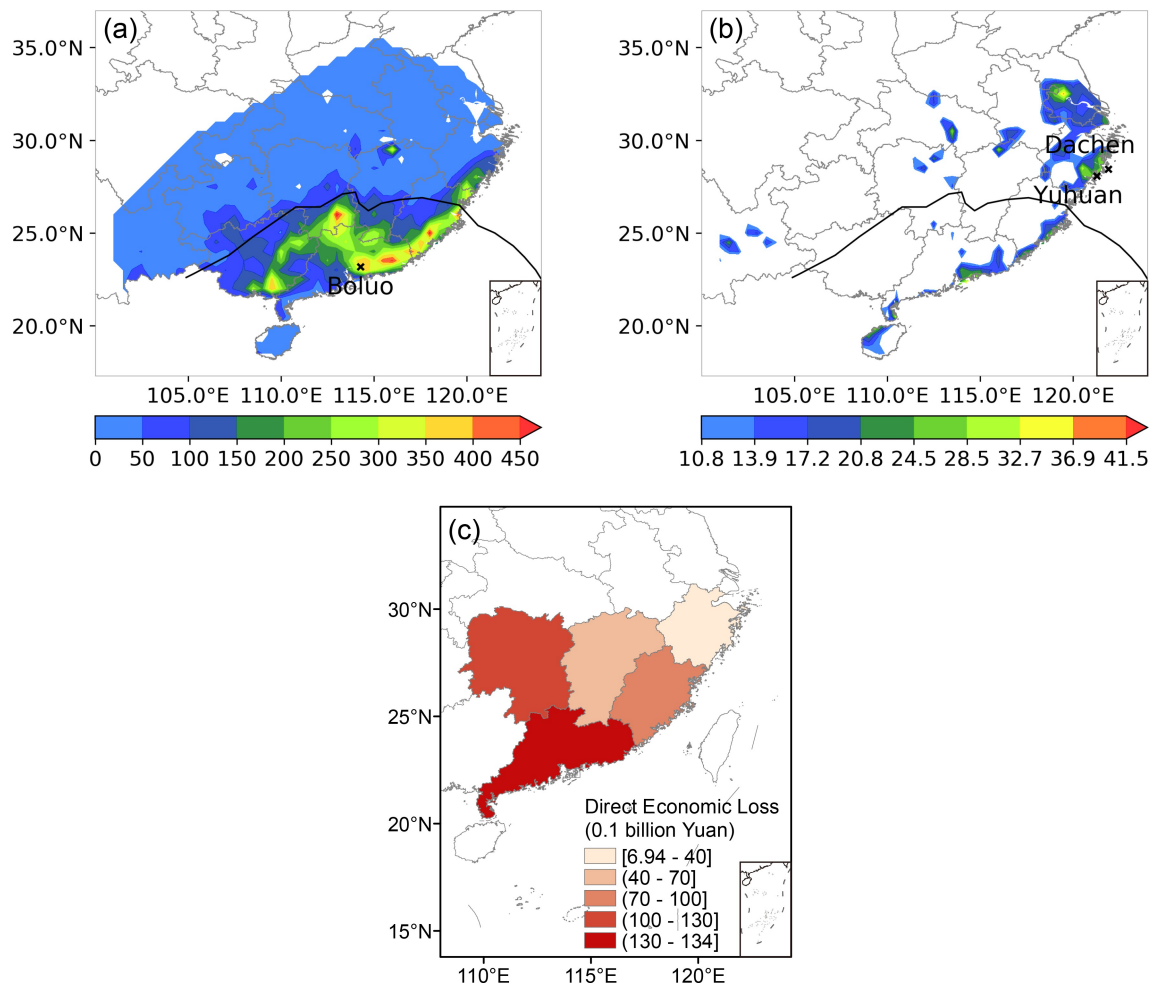 (a)
35.0°N
30.0°N
25.0°N
20.0°N
Boluo
105.0°E 110.0°E 115.0°E 120.0°E
0 50 100 150 200 250 300 350 400 450
(b)
35.0°N
30.0°N
25.0°N
20.0°N
Dachen
Yuhuan
105.0°E 110.0°E 115.0°E 120.0°E
10.8 13.9 17.2 20.8 24.5 28.5 32.7 36.9 41.5
(c)
30°N
25°N
20°N
15°N
Direct Economic Loss
(0.1 billion Yuan)
[6.94 - 40]
(40 - 70]
(70 - 100]
(100 - 130]
(130 - 134]
110°E 115°E 120°E